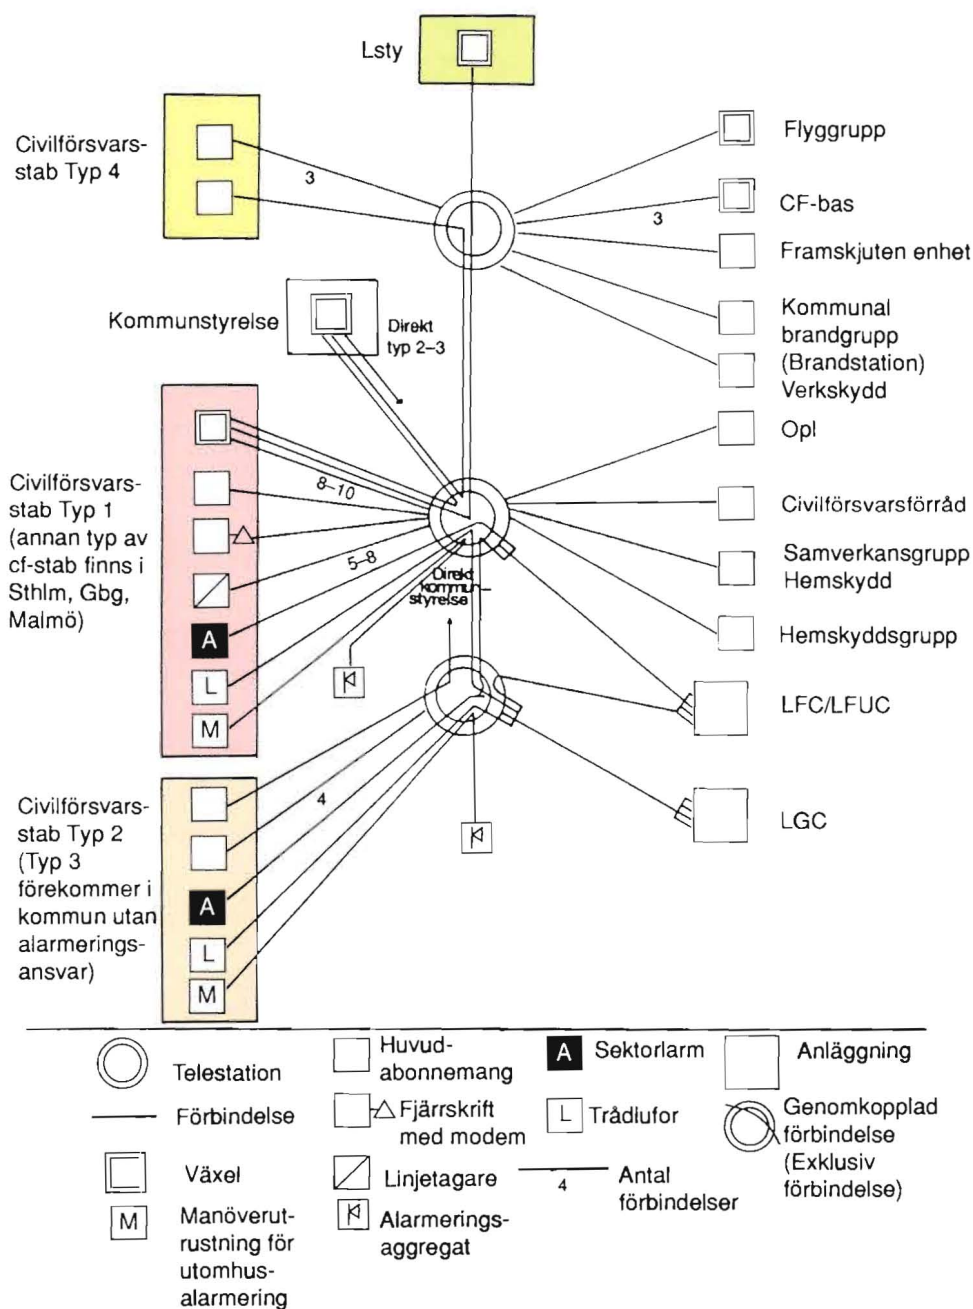 Lsty
Civilförsvars-
stab Typ 4
3
Flyggrupp
CF-bas
3
Framskjuten enhet
Kommunal
brandgrupp
(Brandstation)
Verkskydd
Kommunstyrelse
Direkt
typ 2–3
Opl
Civilförsvars-
stab Typ 1
(annan typ av
cf-stab finns i
Sthlm, Gbg,
Malmö)
8–10
5–8
A
L
M
Direkt
kommun-
styrelse
Civilförsvarsförråd
Samverkansgrupp
Hemskydd
Hemskyddsgrupp
LFC/LFUC
LGC
Civilförsvars-
stab Typ 2
(Typ 3
förekommer i
kommun utan
alarmerings-
ansvar)
4
A
L
M
Telestation
Förbindelse
Växel
M
Manöverut-
rustning för
utomhus-
alarmering
Huvud-
abonnemang
Fjärrskrift
med modem
Linjetagare
Alarmerings-
aggregat
A Sektorlarm
L Trådlufor
4
Antal
förbindelser
Anläggning
Genomkopplad
förbindelse
(Exklusiv
förbindelse)